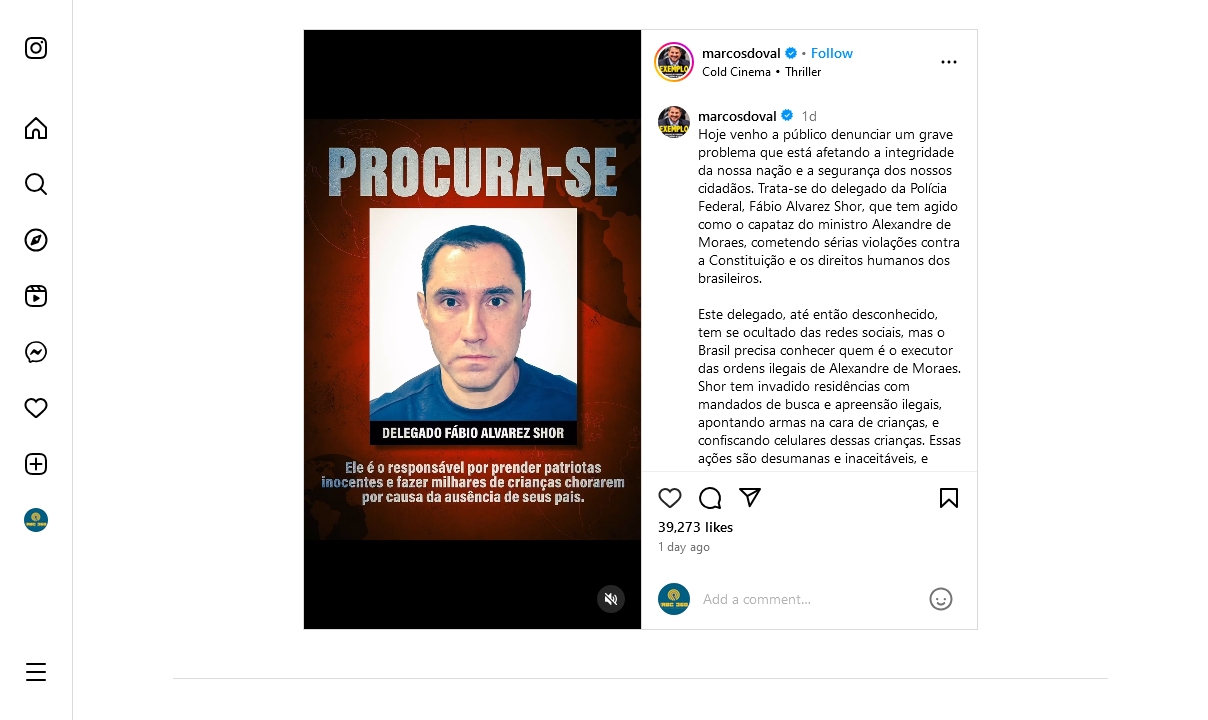 PROCURA-SE
DELEGADO FÁBIO ALVAREZ SHOR
Ele é o responsável por prender patriotas
inocentes e fazer milhares de crianças chorarem
por causa da ausência de seus pais.
marcosdoval • Follow
Cold Cinema • Thriller
EXEMPLO
marcosdoval 1d
EXEMPLO
Hoje venho a público denunciar um grave
problema que está afetando a integridade
da nossa nação e a segurança dos nossos
cidadãos. Trata-se do delegado da Polícia
Federal, Fábio Alvarez Shor, que tem agido
como o capataz do ministro Alexandre de
Moraes, cometendo sérias violações contra
a Constituição e os direitos humanos dos
brasileiros.
Este delegado, até então desconhecido,
tem se ocultado das redes sociais, mas o
Brasil precisa conhecer quem é o executor
das ordens ilegais de Alexandre de Moraes.
Shor tem invadido residências com
mandados de busca e apreensão ilegais,
apontando armas na cara de crianças, e
confiscando celulares dessas crianças. Essas
ações são desumanas e inaceitáveis, e
39,273 likes
1 day ago
Add a comment...